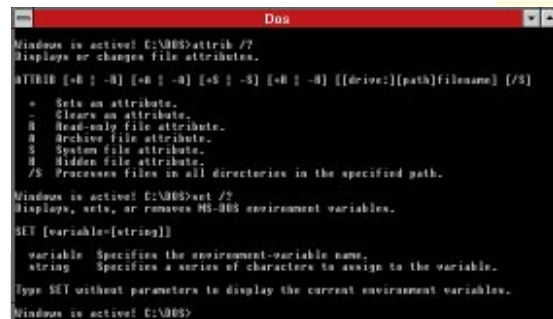 Dos
Windows is active! C:\DOS>attrib /?
Displays or changes file attributes.
ATTRIB [+R | -R] [+A | -A] [+S | -S] [+H | -H] [[drive:][path]filename] [/S]
+ Sets an attribute.
- Clears an attribute.
R Read-only file attribute.
A Archive file attribute.
S System file attribute.
H Hidden file attribute.
/S Processes files in all directories in the specified path.
Windows is active! C:\DOS>set /?
Displays, sets, or removes MS-DOS environment variables.
SET [variable=[string]]
variable Specifies the environment-variable name.
string Specifies a series of characters to assign to the variable.
Type SET without parameters to display the current environment variables.
Windows is active! C:\DOS>